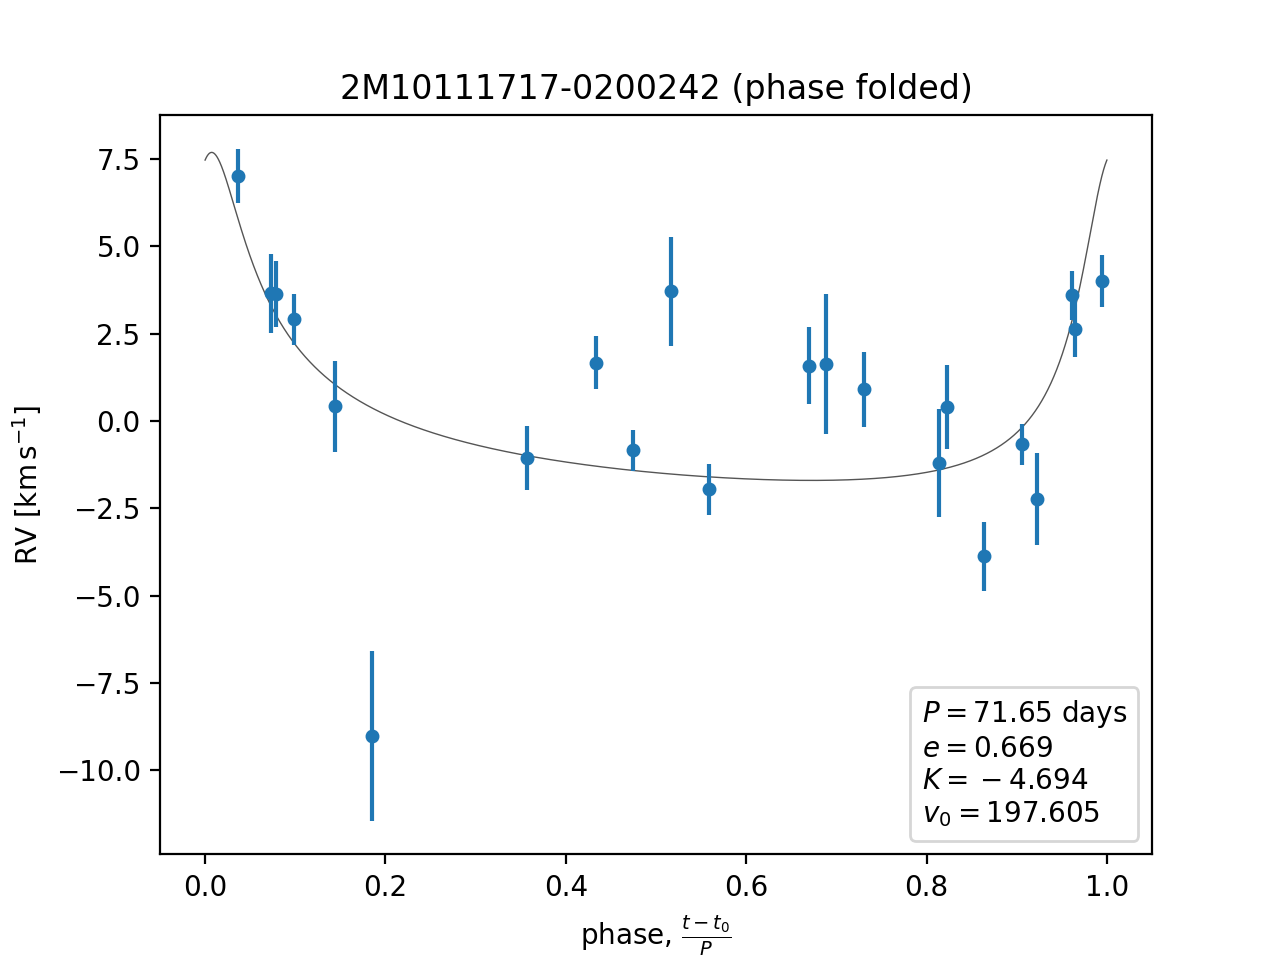 2M10111717-0200242 (phase folded)
RV [km s⁻¹]
7.5
5.0
2.5
0.0
−2.5
−5.0
−7.5
−10.0
P = 71.65 days
e = 0.669
K = − 4.694
v₀ = 197.605
0.0 0.2 0.4 0.6 0.8 1.0
phase, (t − t₀)/P